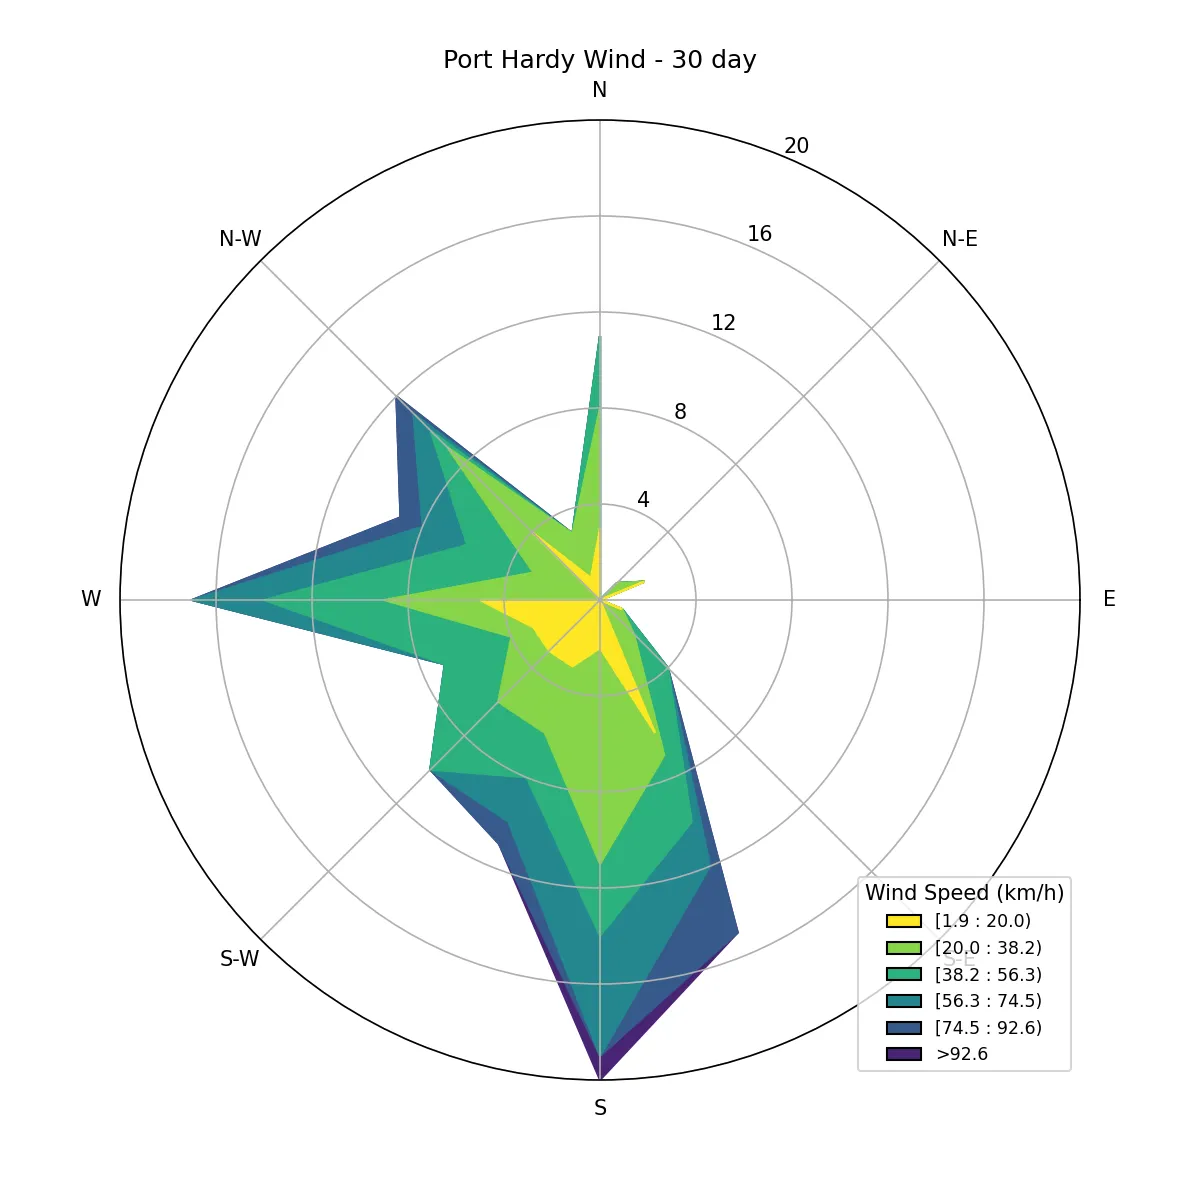 Port Hardy Wind - 30 day
N
20
N-W
N-E
16
12
8
4
W
E
Wind Speed (km/h)
[1.9 : 20.0)
[20.0 : 38.2)
S-W
S-E
[38.2 : 56.3)
[56.3 : 74.5)
[74.5 : 92.6)
>92.6
S